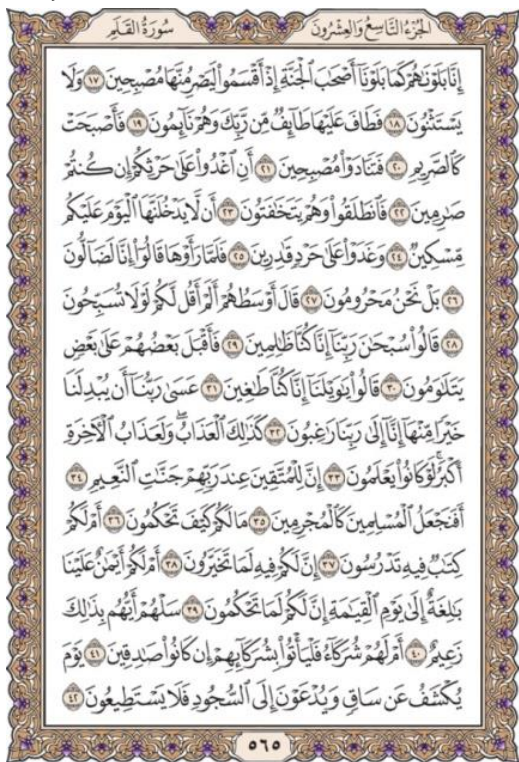 الجُزْءُ التَّاسِعُ وَالعِشْرُونَ
سُورَةُ القَلَمِ
إِنَّا بَلَوْنَٰهُمْ كَمَا بَلَوْنَآ أَصْحَٰبَ ٱلْجَنَّةِ إِذْ أَقْسَمُوا۟ لَيَصْرِمُنَّهَا مُصْبِحِينَ ١٧ وَلَا
يَسْتَثْنُونَ ١٨ فَطَافَ عَلَيْهَا طَآئِفٌ مِّن رَّبِّكَ وَهُمْ نَآئِمُونَ ١٩ فَأَصْبَحَتْ
كَٱلصَّرِيمِ ٢٠ فَتَنَادَوْا۟ مُصْبِحِينَ ٢١ أَنِ ٱغْدُوا۟ عَلَىٰ حَرْثِكُمْ إِن كُنتُمْ
صَٰرِمِينَ ٢٢ فَٱنطَلَقُوا۟ وَهُمْ يَتَخَٰفَتُونَ ٢٣ أَن لَّا يَدْخُلَنَّهَا ٱلْيَوْمَ عَلَيْكُم
مِّسْكِينٌ ٢٤ وَغَدَوْا۟ عَلَىٰ حَرْدٍ قَٰدِرِينَ ٢٥ فَلَمَّا رَأَوْهَا قَالُوٓا۟ إِنَّا لَضَآلُّونَ
٢٦ بَلْ نَحْنُ مَحْرُومُونَ ٢٧ قَالَ أَوْسَطُهُمْ أَلَمْ أَقُل لَّكُمْ لَوْلَا تُسَبِّحُونَ
٢٨ قَالُوا۟ سُبْحَٰنَ رَبِّنَآ إِنَّا كُنَّا ظَٰلِمِينَ ٢٩ فَأَقْبَلَ بَعْضُهُمْ عَلَىٰ بَعْضٍ
يَتَلَٰوَمُونَ ٣٠ قَالُوا۟ يَٰوَيْلَنَآ إِنَّا كُنَّا طَٰغِينَ ٣١ عَسَىٰ رَبُّنَآ أَن يُبْدِلَنَا
خَيْرًا مِّنْهَآ إِنَّآ إِلَىٰ رَبِّنَا رَٰغِبُونَ ٣٢ كَذَٰلِكَ ٱلْعَذَابُ ۖ وَلَعَذَابُ ٱلْءَاخِرَةِ
أَكْبَرُ ۚ لَوْ كَانُوا۟ يَعْلَمُونَ ٣٣ إِنَّ لِلْمُتَّقِينَ عِندَ رَبِّهِمْ جَنَّٰتِ ٱلنَّعِيمِ ٣٤
أَفَنَجْعَلُ ٱلْمُسْلِمِينَ كَٱلْمُجْرِمِينَ ٣٥ مَا لَكُمْ كَيْفَ تَحْكُمُونَ ٣٦ أَمْ لَكُمْ
كِتَٰبٌ فِيهِ تَدْرُسُونَ ٣٧ إِنَّ لَكُمْ فِيهِ لَمَا تَخَيَّرُونَ ٣٨ أَمْ لَكُمْ أَيْمَٰنٌ عَلَيْنَا
بَٰلِغَةٌ إِلَىٰ يَوْمِ ٱلْقِيَٰمَةِ إِنَّ لَكُمْ لَمَا تَحْكُمُونَ ٣٩ سَلْهُمْ أَيُّهُم بِذَٰلِكَ
زَعِيمٌ ٤٠ أَمْ لَهُمْ شُرَكَآءُ فَلْيَأْتُوا۟ بِشُرَكَآئِهِمْ إِن كَانُوا۟ صَٰدِقِينَ ٤١ يَوْمَ
يُكْشَفُ عَن سَاقٍ وَيُدْعَوْنَ إِلَى ٱلسُّجُودِ فَلَا يَسْتَطِيعُونَ ٤٢
٥٦٥